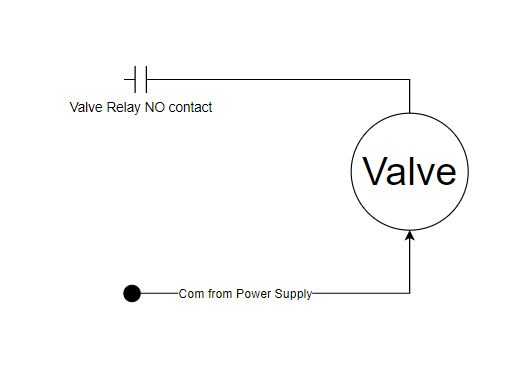 Valve Relay NO contact
Valve
Com from Power Supply